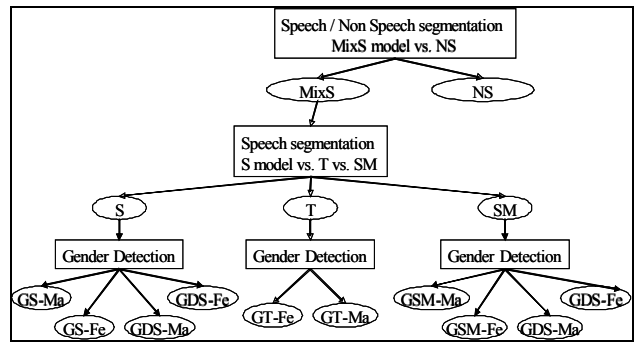 Speech / Non Speech segmentation
MixS model vs. NS
MixS
NS
Speech segmentation
S model vs. T vs. SM
S
T
SM
Gender Detection
Gender Detection
Gender Detection
GS-Ma
GDS-Fe
GS-Fe
GDS-Ma
GT-Fe
GT-Ma
GSM-Ma
GDS-Fe
GSM-Fe
GDS-Ma